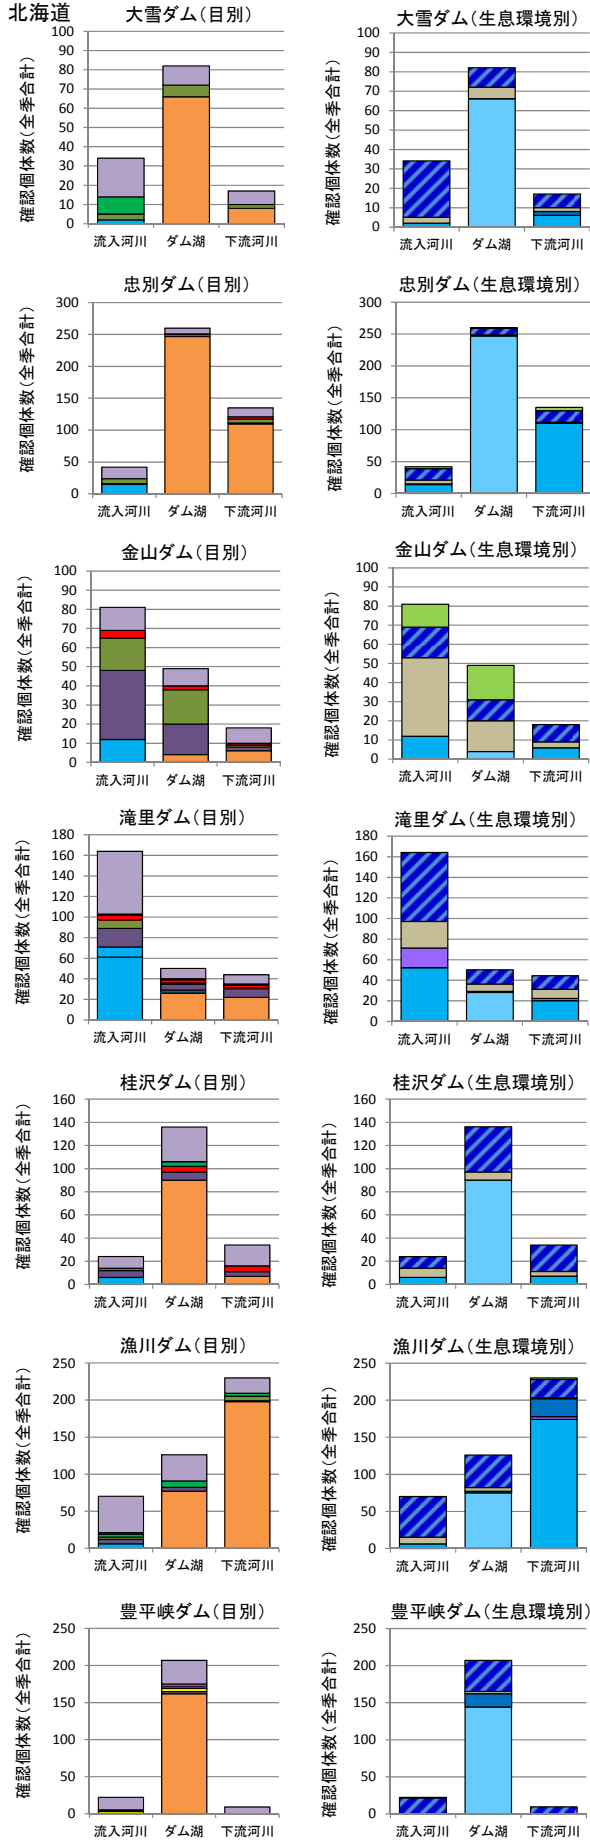 北海道
大雪ダム（目別）
確認個体数（全季合計）
100
90
80
70
60
50
40
30
20
10
0
流入河川 ダム湖 下流河川
大雪ダム（生息環境別）
確認個体数（全季合計）
100
90
80
70
60
50
40
30
20
10
0
流入河川 ダム湖 下流河川
忠別ダム（目別）
確認個体数（全季合計）
300
250
200
150
100
50
0
流入河川 ダム湖 下流河川
忠別ダム（生息環境別）
確認個体数（全季合計）
300
250
200
150
100
50
0
流入河川 ダム湖 下流河川
金山ダム（目別）
確認個体数（全季合計）
100
90
80
70
60
50
40
30
20
10
0
流入河川 ダム湖 下流河川
金山ダム（生息環境別）
確認個体数（全季合計）
100
90
80
70
60
50
40
30
20
10
0
流入河川 ダム湖 下流河川
滝里ダム（目別）
確認個体数（全季合計）
180
160
140
120
100
80
60
40
20
0
流入河川 ダム湖 下流河川
滝里ダム（生息環境別）
確認個体数（全季合計）
180
160
140
120
100
80
60
40
20
0
流入河川 ダム湖 下流河川
桂沢ダム（目別）
確認個体数（全季合計）
160
140
120
100
80
60
40
20
0
流入河川 ダム湖 下流河川
桂沢ダム（生息環境別）
確認個体数（全季合計）
160
140
120
100
80
60
40
20
0
流入河川 ダム湖 下流河川
漁川ダム（目別）
確認個体数（全季合計）
250
200
150
100
50
0
流入河川 ダム湖 下流河川
漁川ダム（生息環境別）
確認個体数（全季合計）
250
200
150
100
50
0
流入河川 ダム湖 下流河川
豊平峡ダム（目別）
確認個体数（全季合計）
250
200
150
100
50
0
流入河川 ダム湖 下流河川
豊平峡ダム（生息環境別）
確認個体数（全季合計）
250
200
150
100
50
0
流入河川 ダム湖 下流河川